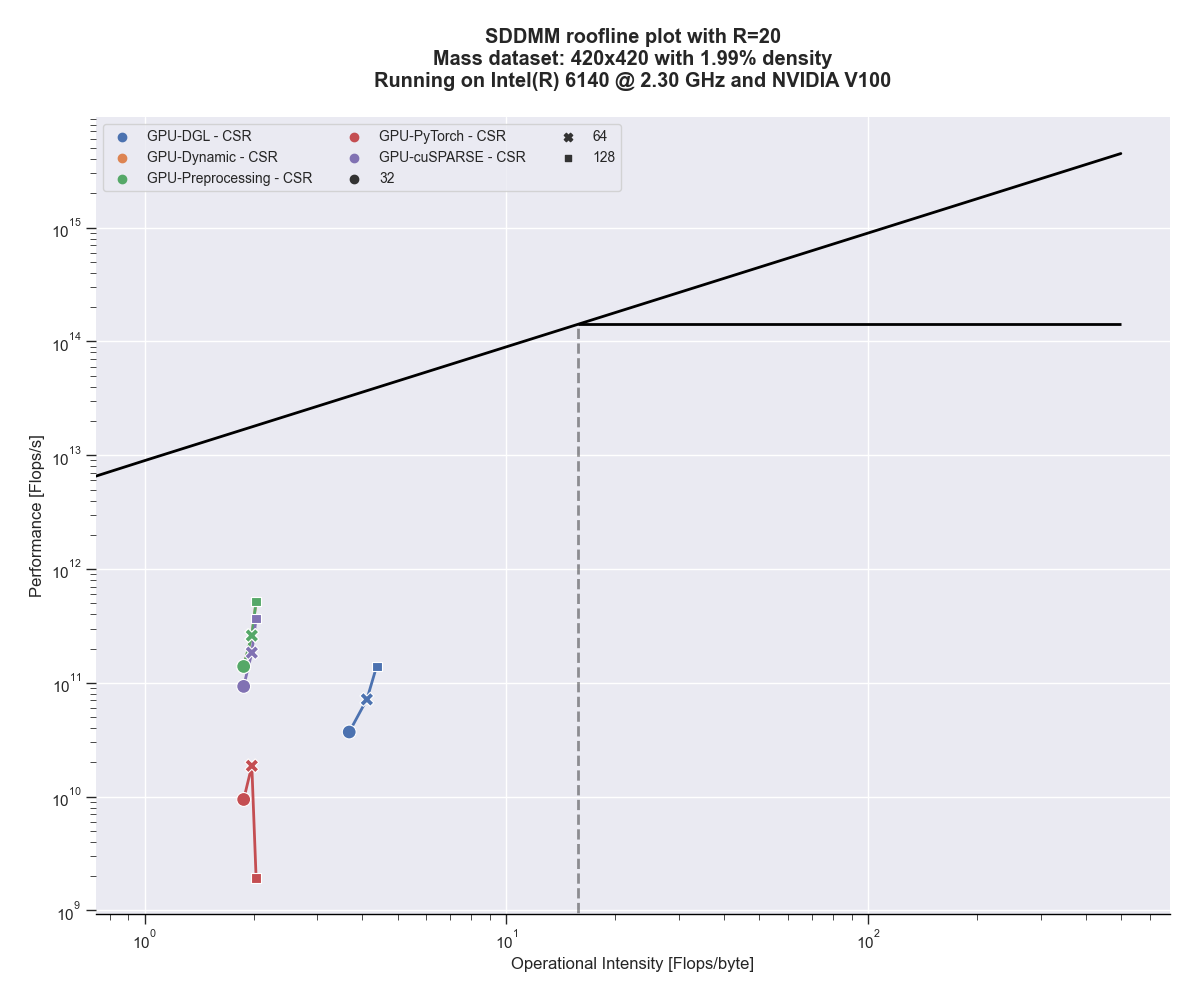 SDDMM roofline plot with R=20
Mass dataset: 420x420 with 1.99% density
Running on Intel(R) 6140 @ 2.30 GHz and NVIDIA V100
GPU-DGL - CSR
GPU-Dynamic - CSR
GPU-Preprocessing - CSR
GPU-PyTorch - CSR
GPU-cuSPARSE - CSR
32
64
128
Performance [Flops/s]
10^15
10^14
10^13
10^12
10^11
10^10
10^9
10^0
10^1
10^2
Operational Intensity [Flops/byte]